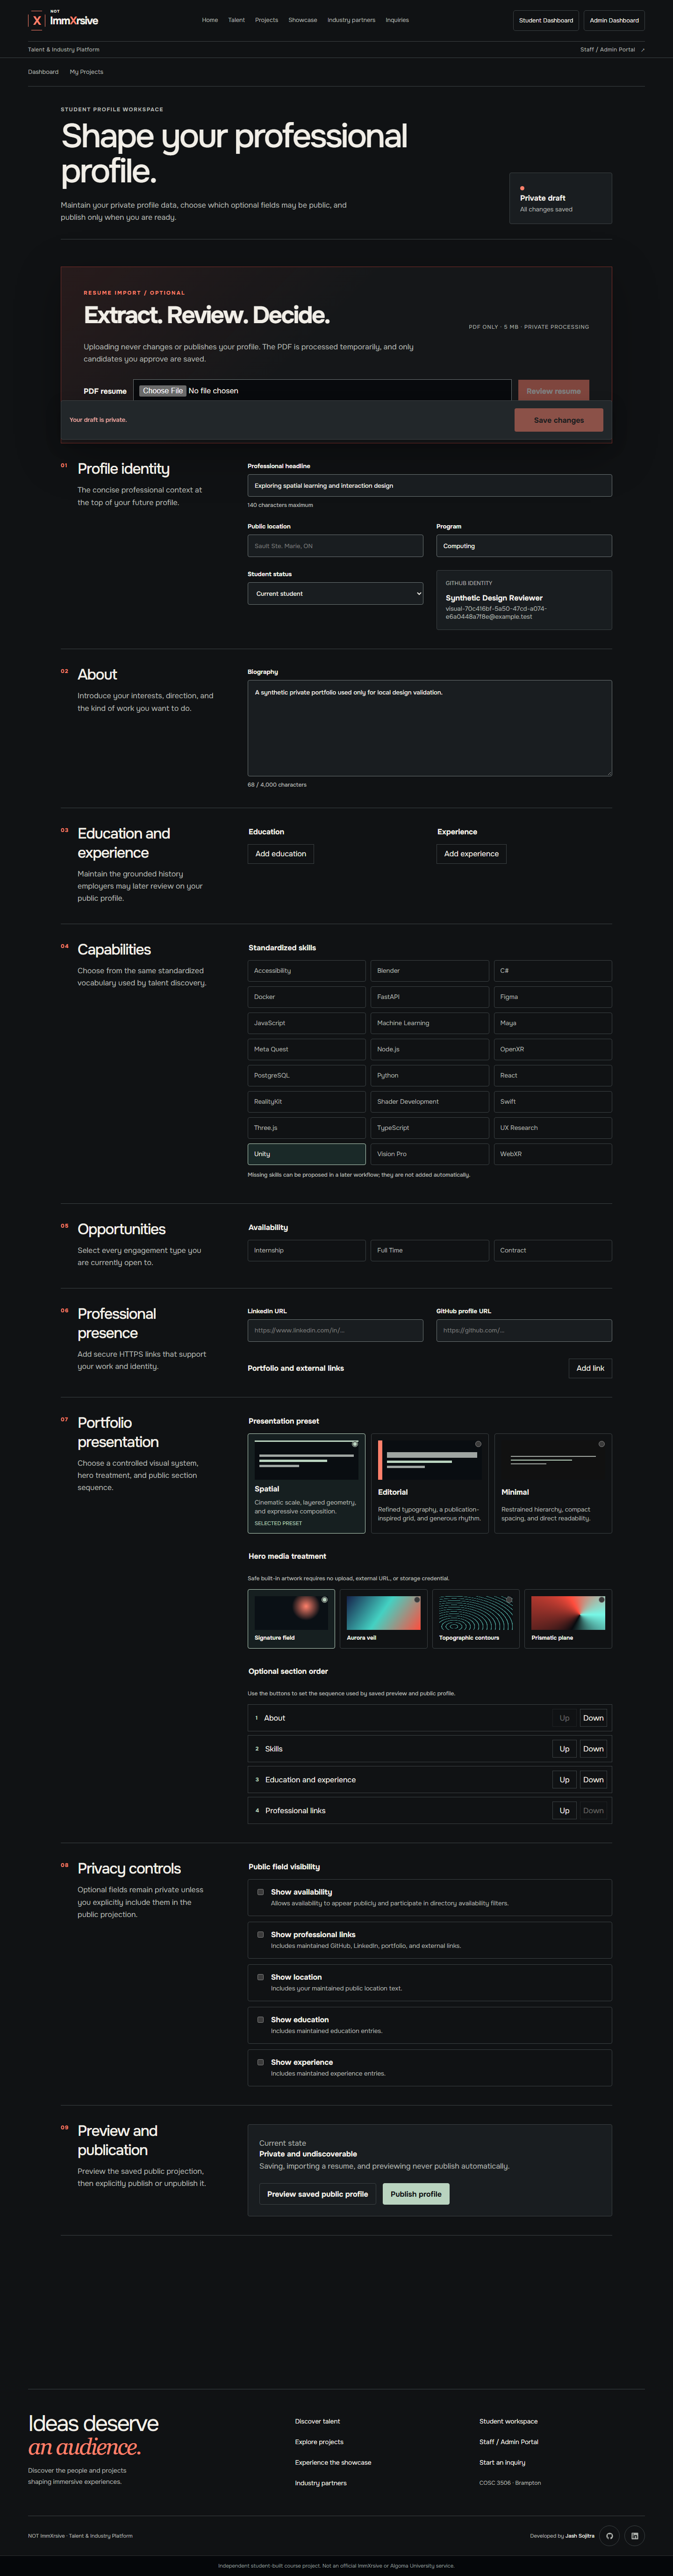 X
NOT
ImmXrsive
Home
Talent
Projects
Showcase
Industry partners
Inquiries
Student Dashboard
Admin Dashboard
Talent & Industry Platform
Staff / Admin Portal ↗
Dashboard
My Projects
STUDENT PROFILE WORKSPACE
Shape your professional
profile.
Maintain your private profile data, choose which optional fields may be public, and
publish only when you are ready.
Private draft
All changes saved
RESUME IMPORT / OPTIONAL
Extract. Review. Decide.
PDF ONLY · 5 MB · PRIVATE PROCESSING
Uploading never changes or publishes your profile. The PDF is processed temporarily, and only
candidates you approve are saved.
PDF resume
Choose File No file chosen
Review resume
Your draft is private.
Save changes
01
Profile identity
The concise professional context at
the top of your future profile.
Professional headline
Exploring spatial learning and interaction design
140 characters maximum
Public location
Sault Ste. Marie, ON
Program
Computing
Student status
Current student
GITHUB IDENTITY
Synthetic Design Reviewer
visual-70c416bf-5a50-47cd-a074-
e6a0448a7f8e@example.test
02
About
Introduce your interests, direction, and
the kind of work you want to do.
Biography
A synthetic private portfolio used only for local design validation.
68 / 4,000 characters
03
Education and
experience
Maintain the grounded history
employers may later review on your
public profile.
Education
Add education
Experience
Add experience
04
Capabilities
Choose from the same standardized
vocabulary used by talent discovery.
Standardized skills
Accessibility
Blender
C#
Docker
FastAPI
Figma
JavaScript
Machine Learning
Maya
Meta Quest
Node.js
OpenXR
PostgreSQL
Python
React
RealityKit
Shader Development
Swift
Three.js
TypeScript
UX Research
Unity
Vision Pro
WebXR
Missing skills can be proposed in a later workflow; they are not added automatically.
05
Opportunities
Select every engagement type you
are currently open to.
Availability
Internship
Full Time
Contract
06
Professional
presence
Add secure HTTPS links that support
your work and identity.
LinkedIn URL
https://www.linkedin.com/in/...
GitHub profile URL
https://github.com/...
Portfolio and external links
Add link
07
Portfolio
presentation
Choose a controlled visual system,
hero treatment, and public section
sequence.
Presentation preset
Spatial
Cinematic scale, layered geometry,
and expressive composition.
SELECTED PRESET
Editorial
Refined typography, a publication-
inspired grid, and generous rhythm.
Minimal
Restrained hierarchy, compact
spacing, and direct readability.
Hero media treatment
Safe built-in artwork requires no upload, external URL, or storage credential.
Signature field
Aurora veil
Topographic contours
Prismatic plane
Optional section order
Use the buttons to set the sequence used by saved preview and public profile.
1 About Up Down
2 Skills Up Down
3 Education and experience Up Down
4 Professional links Up Down
08
Privacy controls
Optional fields remain private unless
you explicitly include them in the
public projection.
Public field visibility
Show availability
Allows availability to appear publicly and participate in directory availability filters.
Show professional links
Includes maintained GitHub, LinkedIn, portfolio, and external links.
Show location
Includes your maintained public location text.
Show education
Includes maintained education entries.
Show experience
Includes maintained experience entries.
09
Preview and
publication
Preview the saved public projection,
then explicitly publish or unpublish it.
Current state
Private and undiscoverable
Saving, importing a resume, and previewing never publish automatically.
Preview saved public profile
Publish profile
Ideas deserve
an audience.
Discover the people and projects
shaping immersive experiences.
Discover talent
Explore projects
Experience the showcase
Industry partners
Student workspace
Staff / Admin Portal
Start an inquiry
COSC 3506 · Brampton
NOT ImmXrsive · Talent & Industry Platform
Developed by Jash Sojitra
Independent student-built course project. Not an official ImmXrsive or Algoma University service.